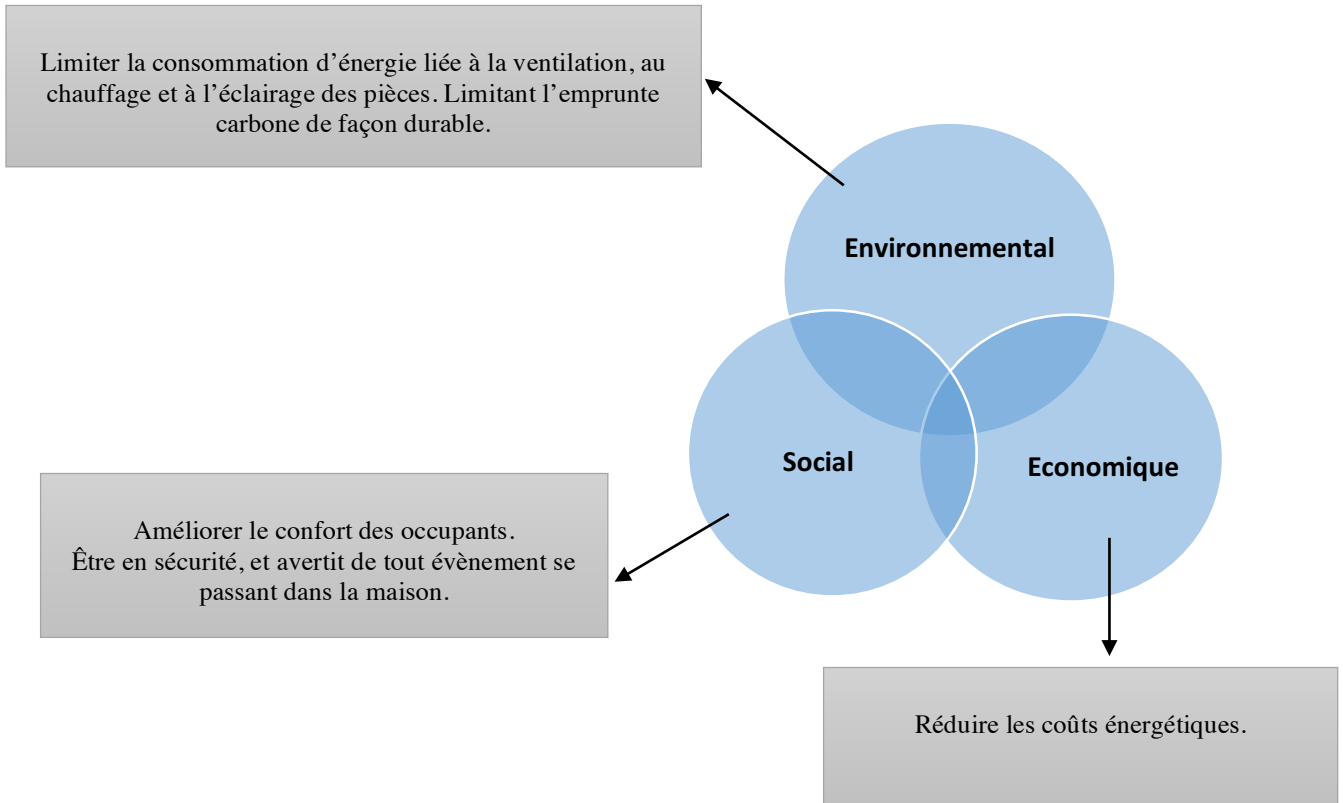 Limiter la consommation d’énergie liée à la ventilation, au
chauffage et à l’éclairage des pièces. Limitant l’emprunte
carbone de façon durable.
Environnemental
Social
Economique
Améliorer le confort des occupants.
Être en sécurité, et avertit de tout évènement se
passant dans la maison.
Réduire les coûts énergétiques.